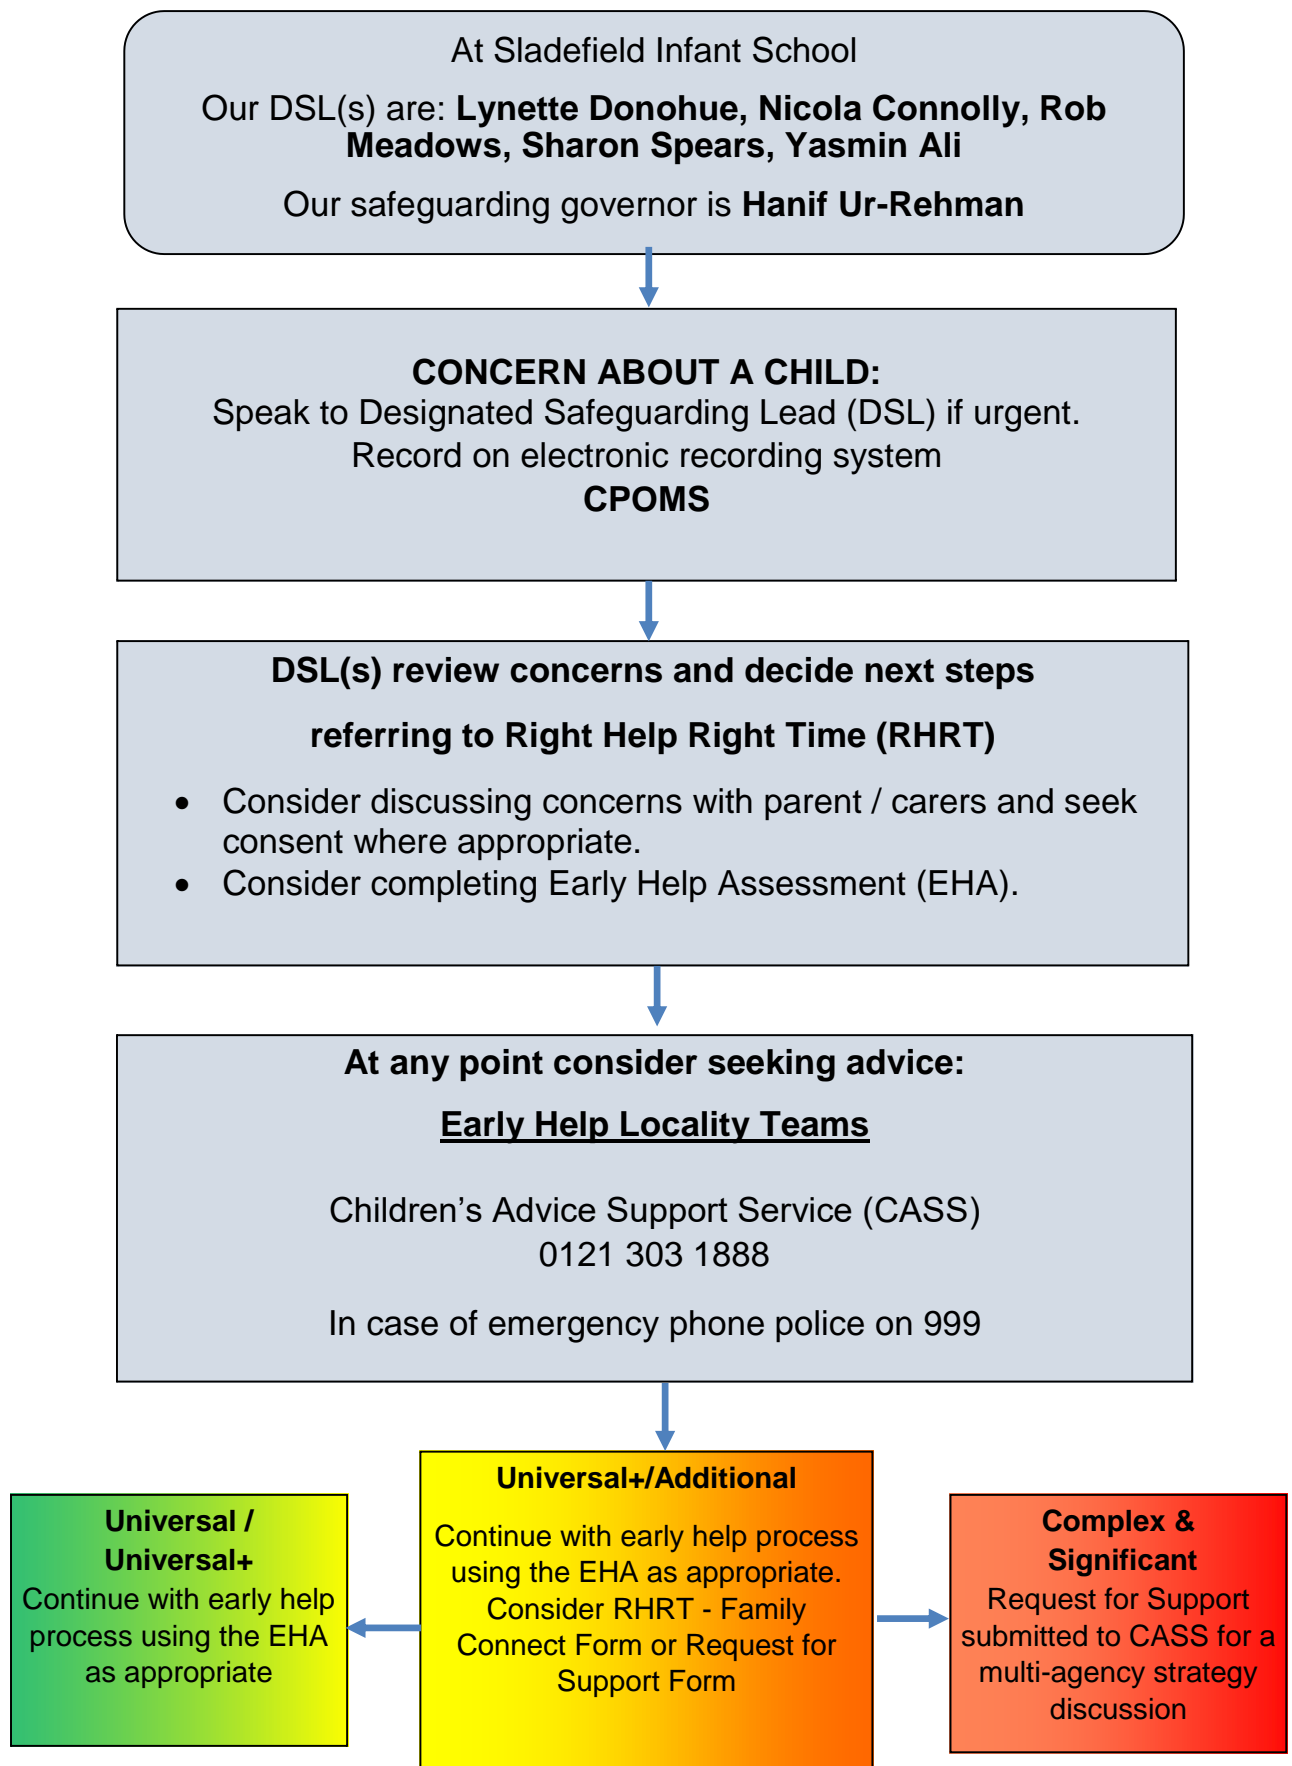 At Sladefield Infant School
Our DSL(s) are: Lynette Donohue, Nicola Connolly, Rob
Meadows, Sharon Spears, Yasmin Ali
Our safeguarding governor is Hanif Ur-Rehman
CONCERN ABOUT A CHILD:
Speak to Designated Safeguarding Lead (DSL) if urgent.
Record on electronic recording system
CPOMS
DSL(s) review concerns and decide next steps
referring to Right Help Right Time (RHRT)
• Consider discussing concerns with parent / carers and seek
consent where appropriate.
• Consider completing Early Help Assessment (EHA).
At any point consider seeking advice:
Early Help Locality Teams
Children’s Advice Support Service (CASS)
0121 303 1888
In case of emergency phone police on 999
Universal /
Universal+
Continue with early help
process using the EHA
as appropriate
Universal+/Additional
Continue with early help process
using the EHA as appropriate.
Consider RHRT - Family
Connect Form or Request for
Support Form
Complex &
Significant
Request for Support
submitted to CASS for a
multi-agency strategy
discussion